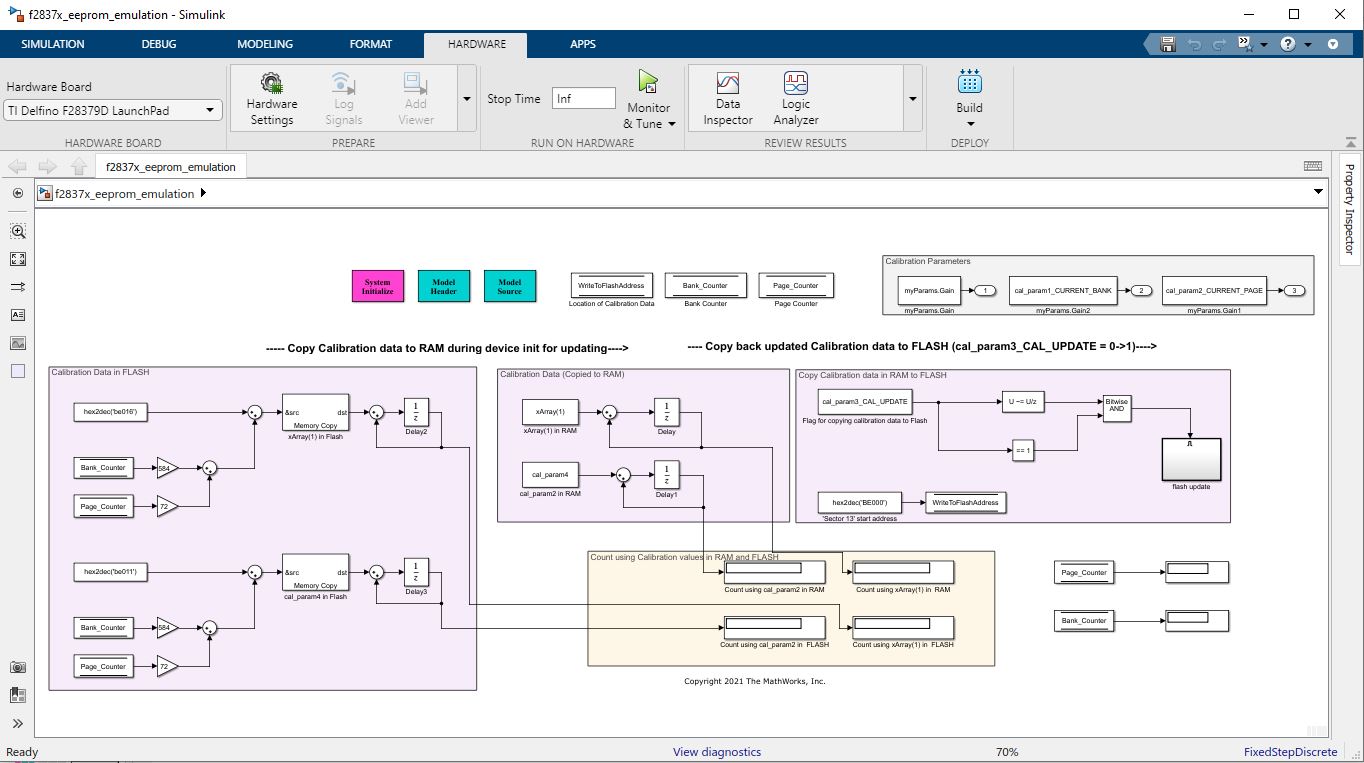 f2837x_eeprom_emulation - Simulink
SIMULATION DEBUG MODELING FORMAT HARDWARE APPS
Hardware Board
TI Delfino F28379D LaunchPad
Hardware Settings
Log Signals
Add Viewer
Stop Time Inf
Monitor & Tune
Data Inspector
Logic Analyzer
Build
HARDWARE BOARD PREPARE RUN ON HARDWARE REVIEW RESULTS DEPLOY
f2837x_eeprom_emulation
f2837x_eeprom_emulation
Property Inspector
System Initialize
Model Header
Model Source
WriteToFlashAddress
Location of Calibration Data
Bank_Counter
Bank Counter
Page_Counter
Page Counter
Calibration Parameters
myParams.Gain
1
myParams.Gain
cal_param1_CURRENT_BANK
2
myParams.Gain2
cal_param2_CURRENT_PAGE
3
myParams.Gain1
----- Copy Calibration data to RAM during device init for updating---->
---- Copy back updated Calibration data to FLASH (cal_param3_CAL_UPDATE = 0->1)---->
Calibration Data in FLASH
hex2dec('be016')
&src dst
Memory Copy
xArray(1) in Flash
1
z
Delay2
Bank_Counter
584
Page_Counter
72
hex2dec('be011')
&src dst
Memory Copy
cal_param4 in Flash
1
z
Delay3
Bank_Counter
584
Page_Counter
72
Calibration Data (Copied to RAM)
xArray(1)
xArray(1) in RAM
1
z
Delay
cal_param4
cal_param2 in RAM
1
z
Delay1
Copy Calibration data in RAM to FLASH
cal_param3_CAL_UPDATE
Flag for copying calibration data to Flash
U ~= U/z
Bitwise
AND
== 1
flash update
hex2dec('BE000')
'Sector 13' start address
WriteToFlashAddress
Count using Calibration values in RAM and FLASH
Count using cal_param2 in RAM
Count using xArray(1) in RAM
Count using cal_param2 in FLASH
Count using xArray(1) in FLASH
Page_Counter
Bank_Counter
Copyright 2021 The MathWorks, Inc.
Ready View diagnostics 70% FixedStepDiscrete